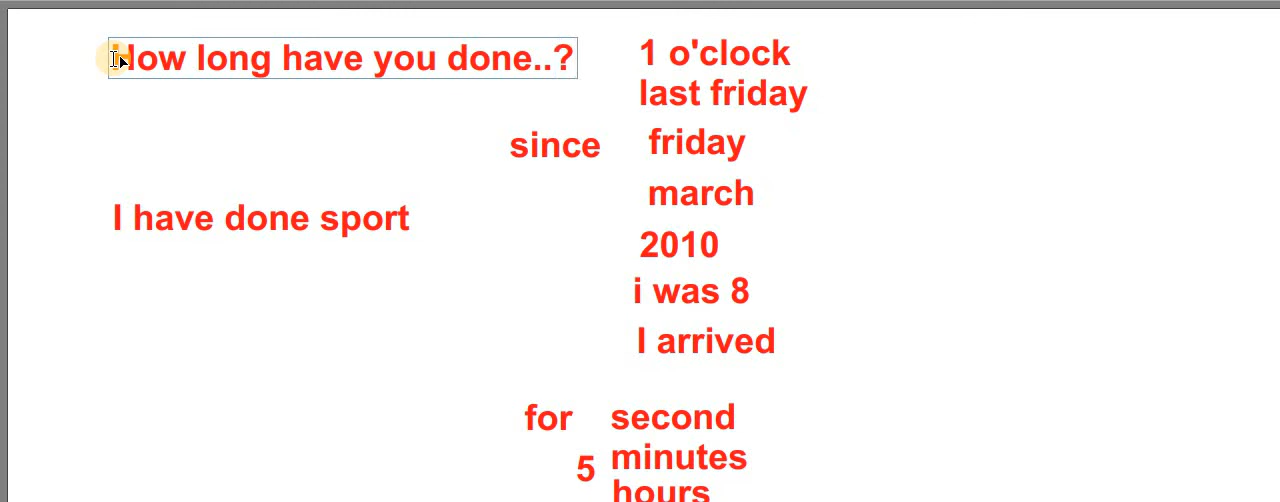 How long have you done..?
1 o'clock
last friday
since
friday
march
I have done sport
2010
i was 8
I arrived
for
second
5
minutes
hours